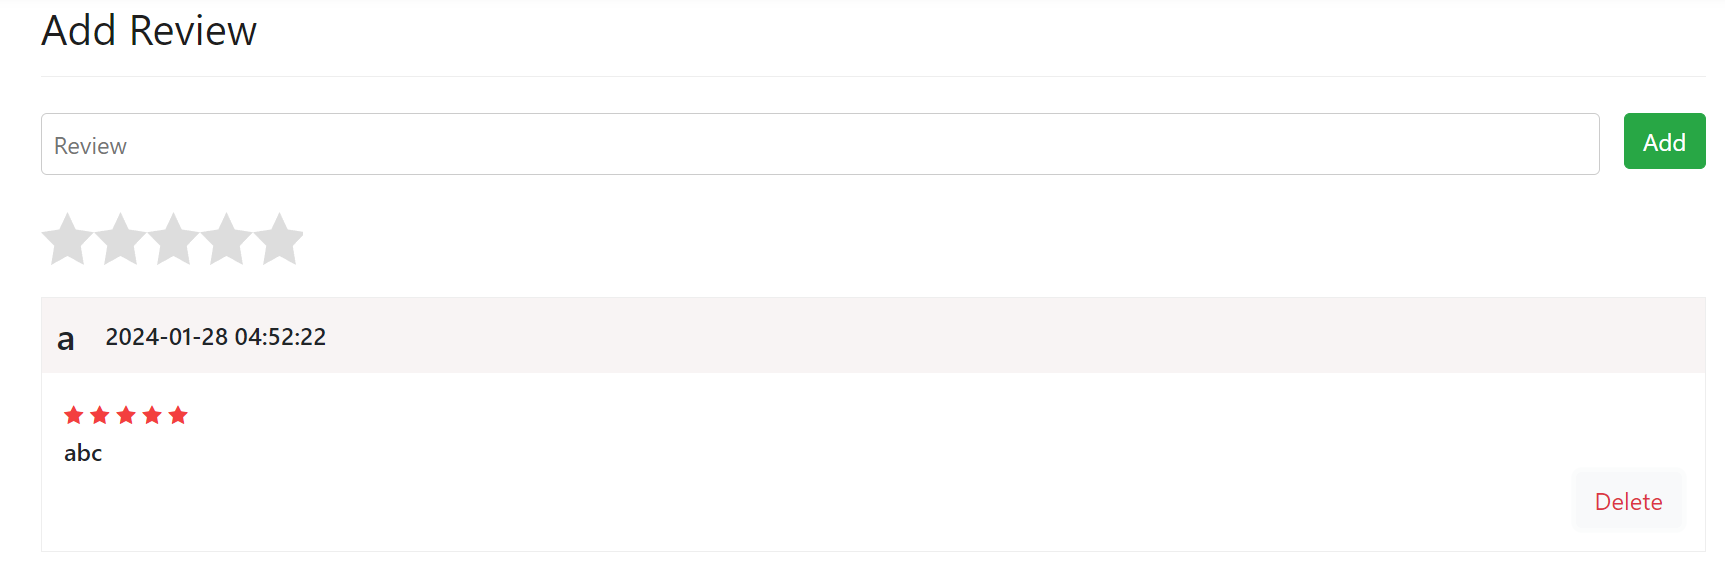 Add Review
Review
Add
a 2024-01-28 04:52:22
abc
Delete